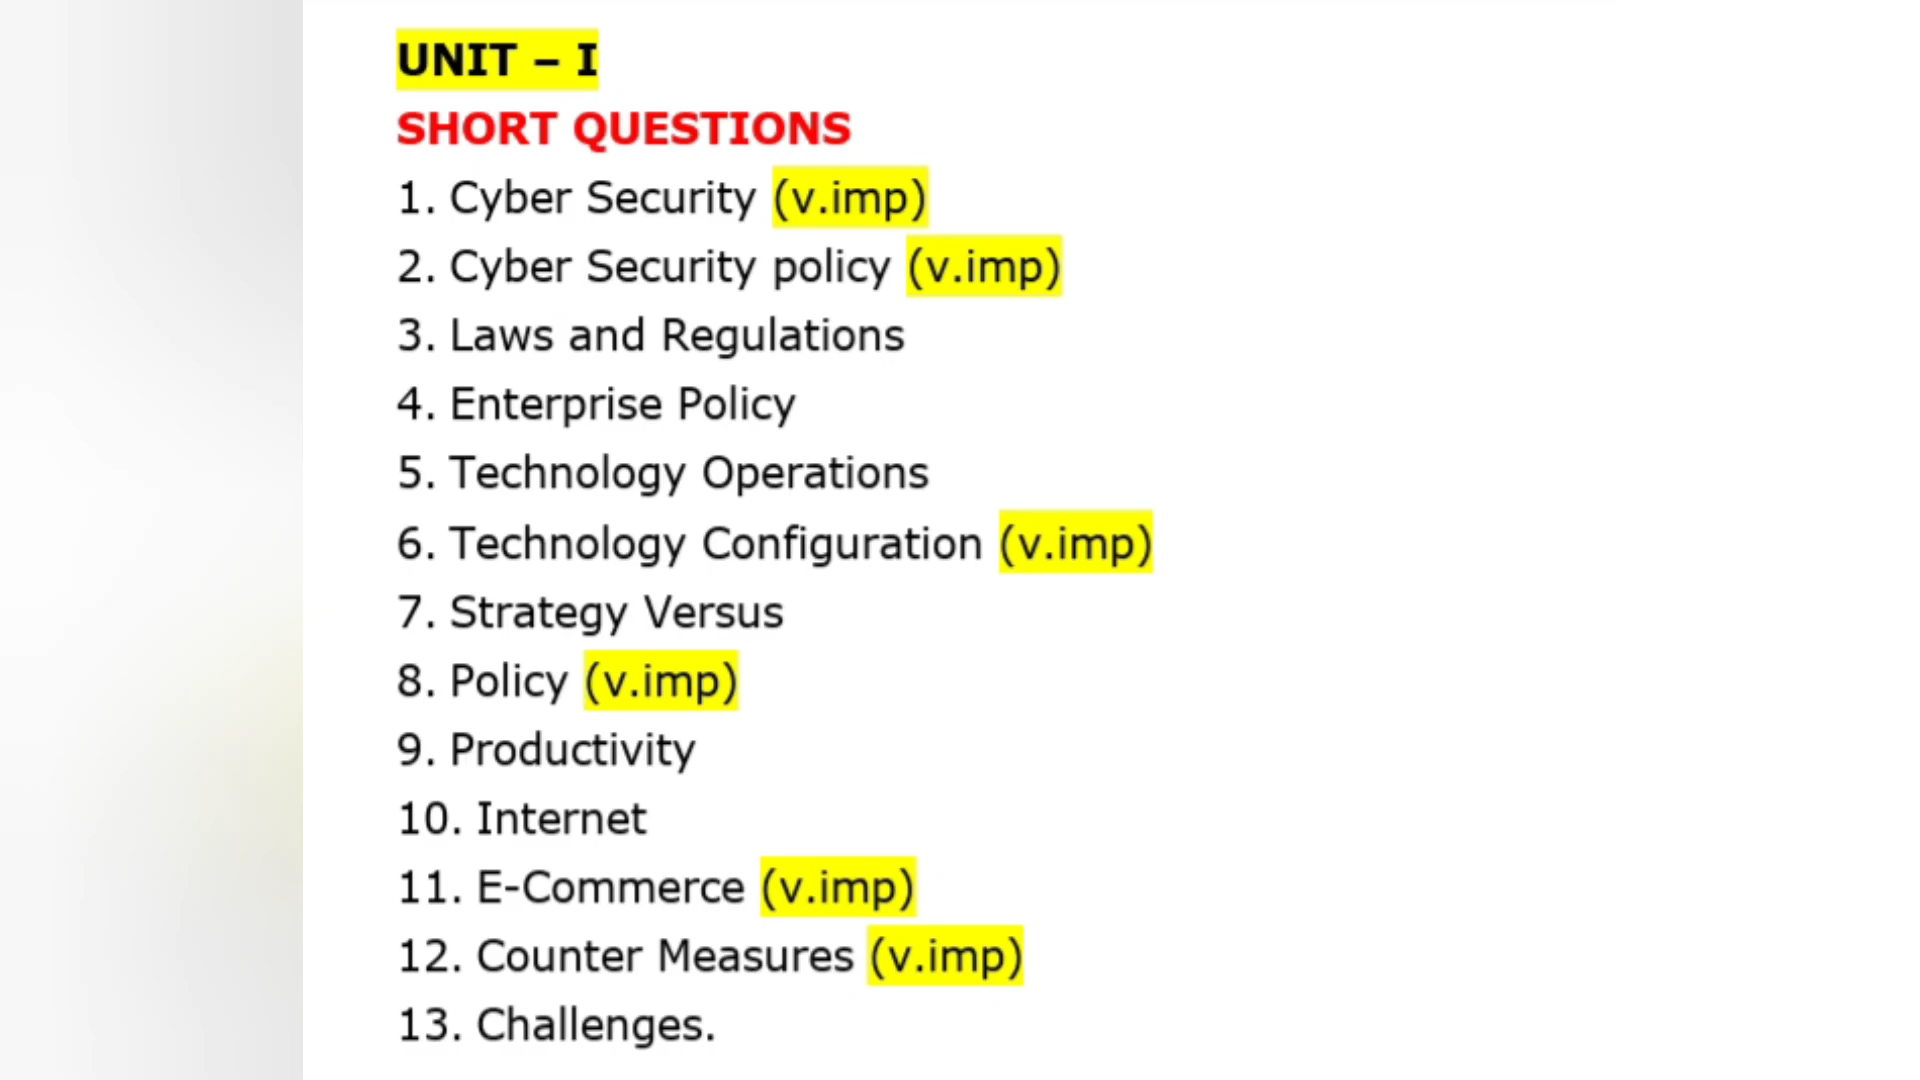 UNIT – I
SHORT QUESTIONS
1. Cyber Security (v.imp)
2. Cyber Security policy (v.imp)
3. Laws and Regulations
4. Enterprise Policy
5. Technology Operations
6. Technology Configuration (v.imp)
7. Strategy Versus
8. Policy (v.imp)
9. Productivity
10. Internet
11. E-Commerce (v.imp)
12. Counter Measures (v.imp)
13. Challenges.